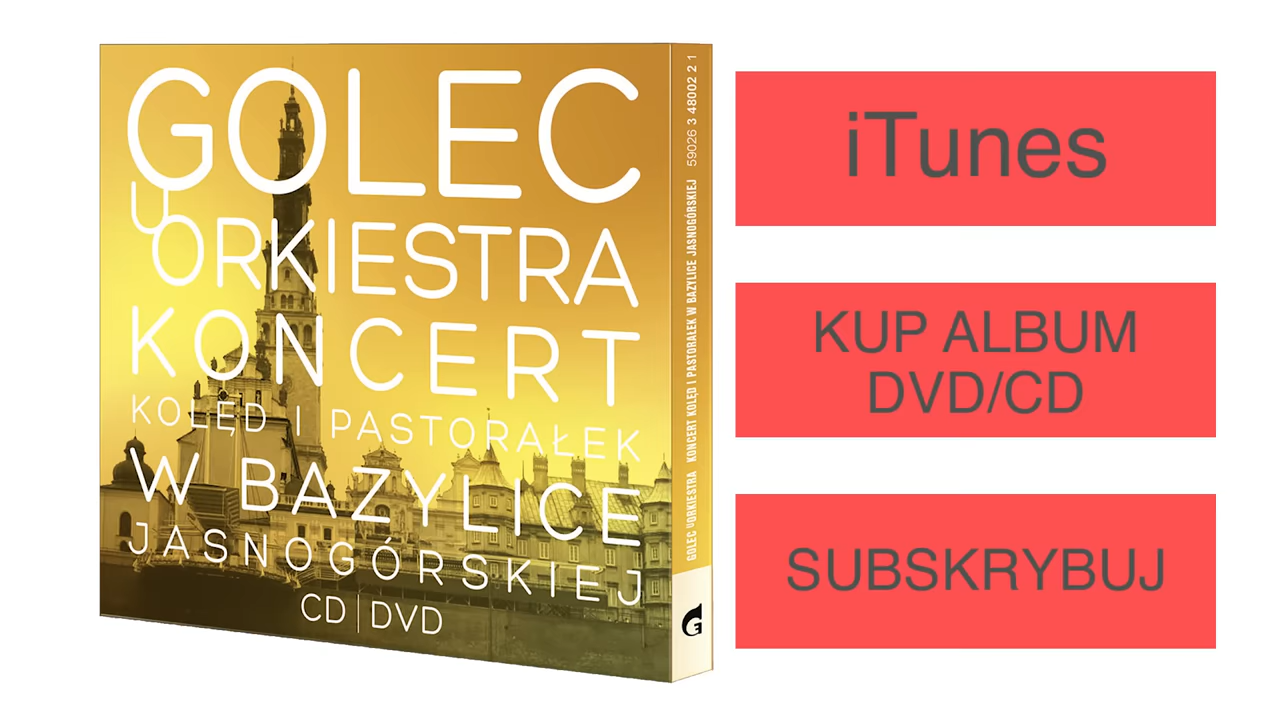 GOLEC
uORKIESTRA
KONCERT
KOLĘD I PASTORAŁEK
W BAZYLICE
JASNOGÓRSKIEJ
CD|DVD
GOLEC uORKIESTRA KONCERT KOLĘD I PASTORAŁEK W BAZYLICE JASNOGÓRSKIEJ 59026 3 48002 2 1
iTunes
KUP ALBUM
DVD/CD
SUBSKRYBUJ